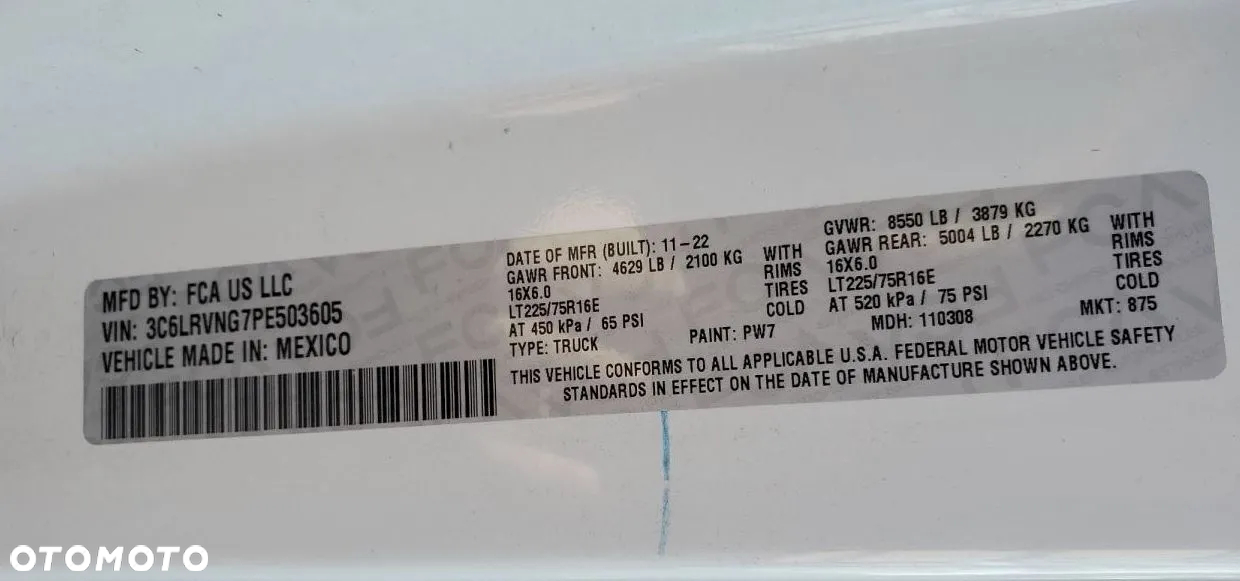 MFD BY: FCA US LLC
VIN: 3C6LRVNG7PE503605
VEHICLE MADE IN: MEXICO
DATE OF MFR (BUILT): 11-22
GAWR FRONT: 4629 LB / 2100 KG WITH
16X6.0 RIMS
LT225/75R16E TIRES
AT 450 kPa / 65 PSI COLD
TYPE: TRUCK PAINT: PW7
GVWR: 8550 LB / 3879 KG
GAWR REAR: 5004 LB / 2270 KG WITH
16X6.0 RIMS
LT225/75R16E TIRES
AT 520 kPa / 75 PSI COLD
MDH: 110308 MKT: 875
THIS VEHICLE CONFORMS TO ALL APPLICABLE U.S.A. FEDERAL MOTOR VEHICLE SAFETY
STANDARDS IN EFFECT ON THE DATE OF MANUFACTURE SHOWN ABOVE.
OTOMOTO